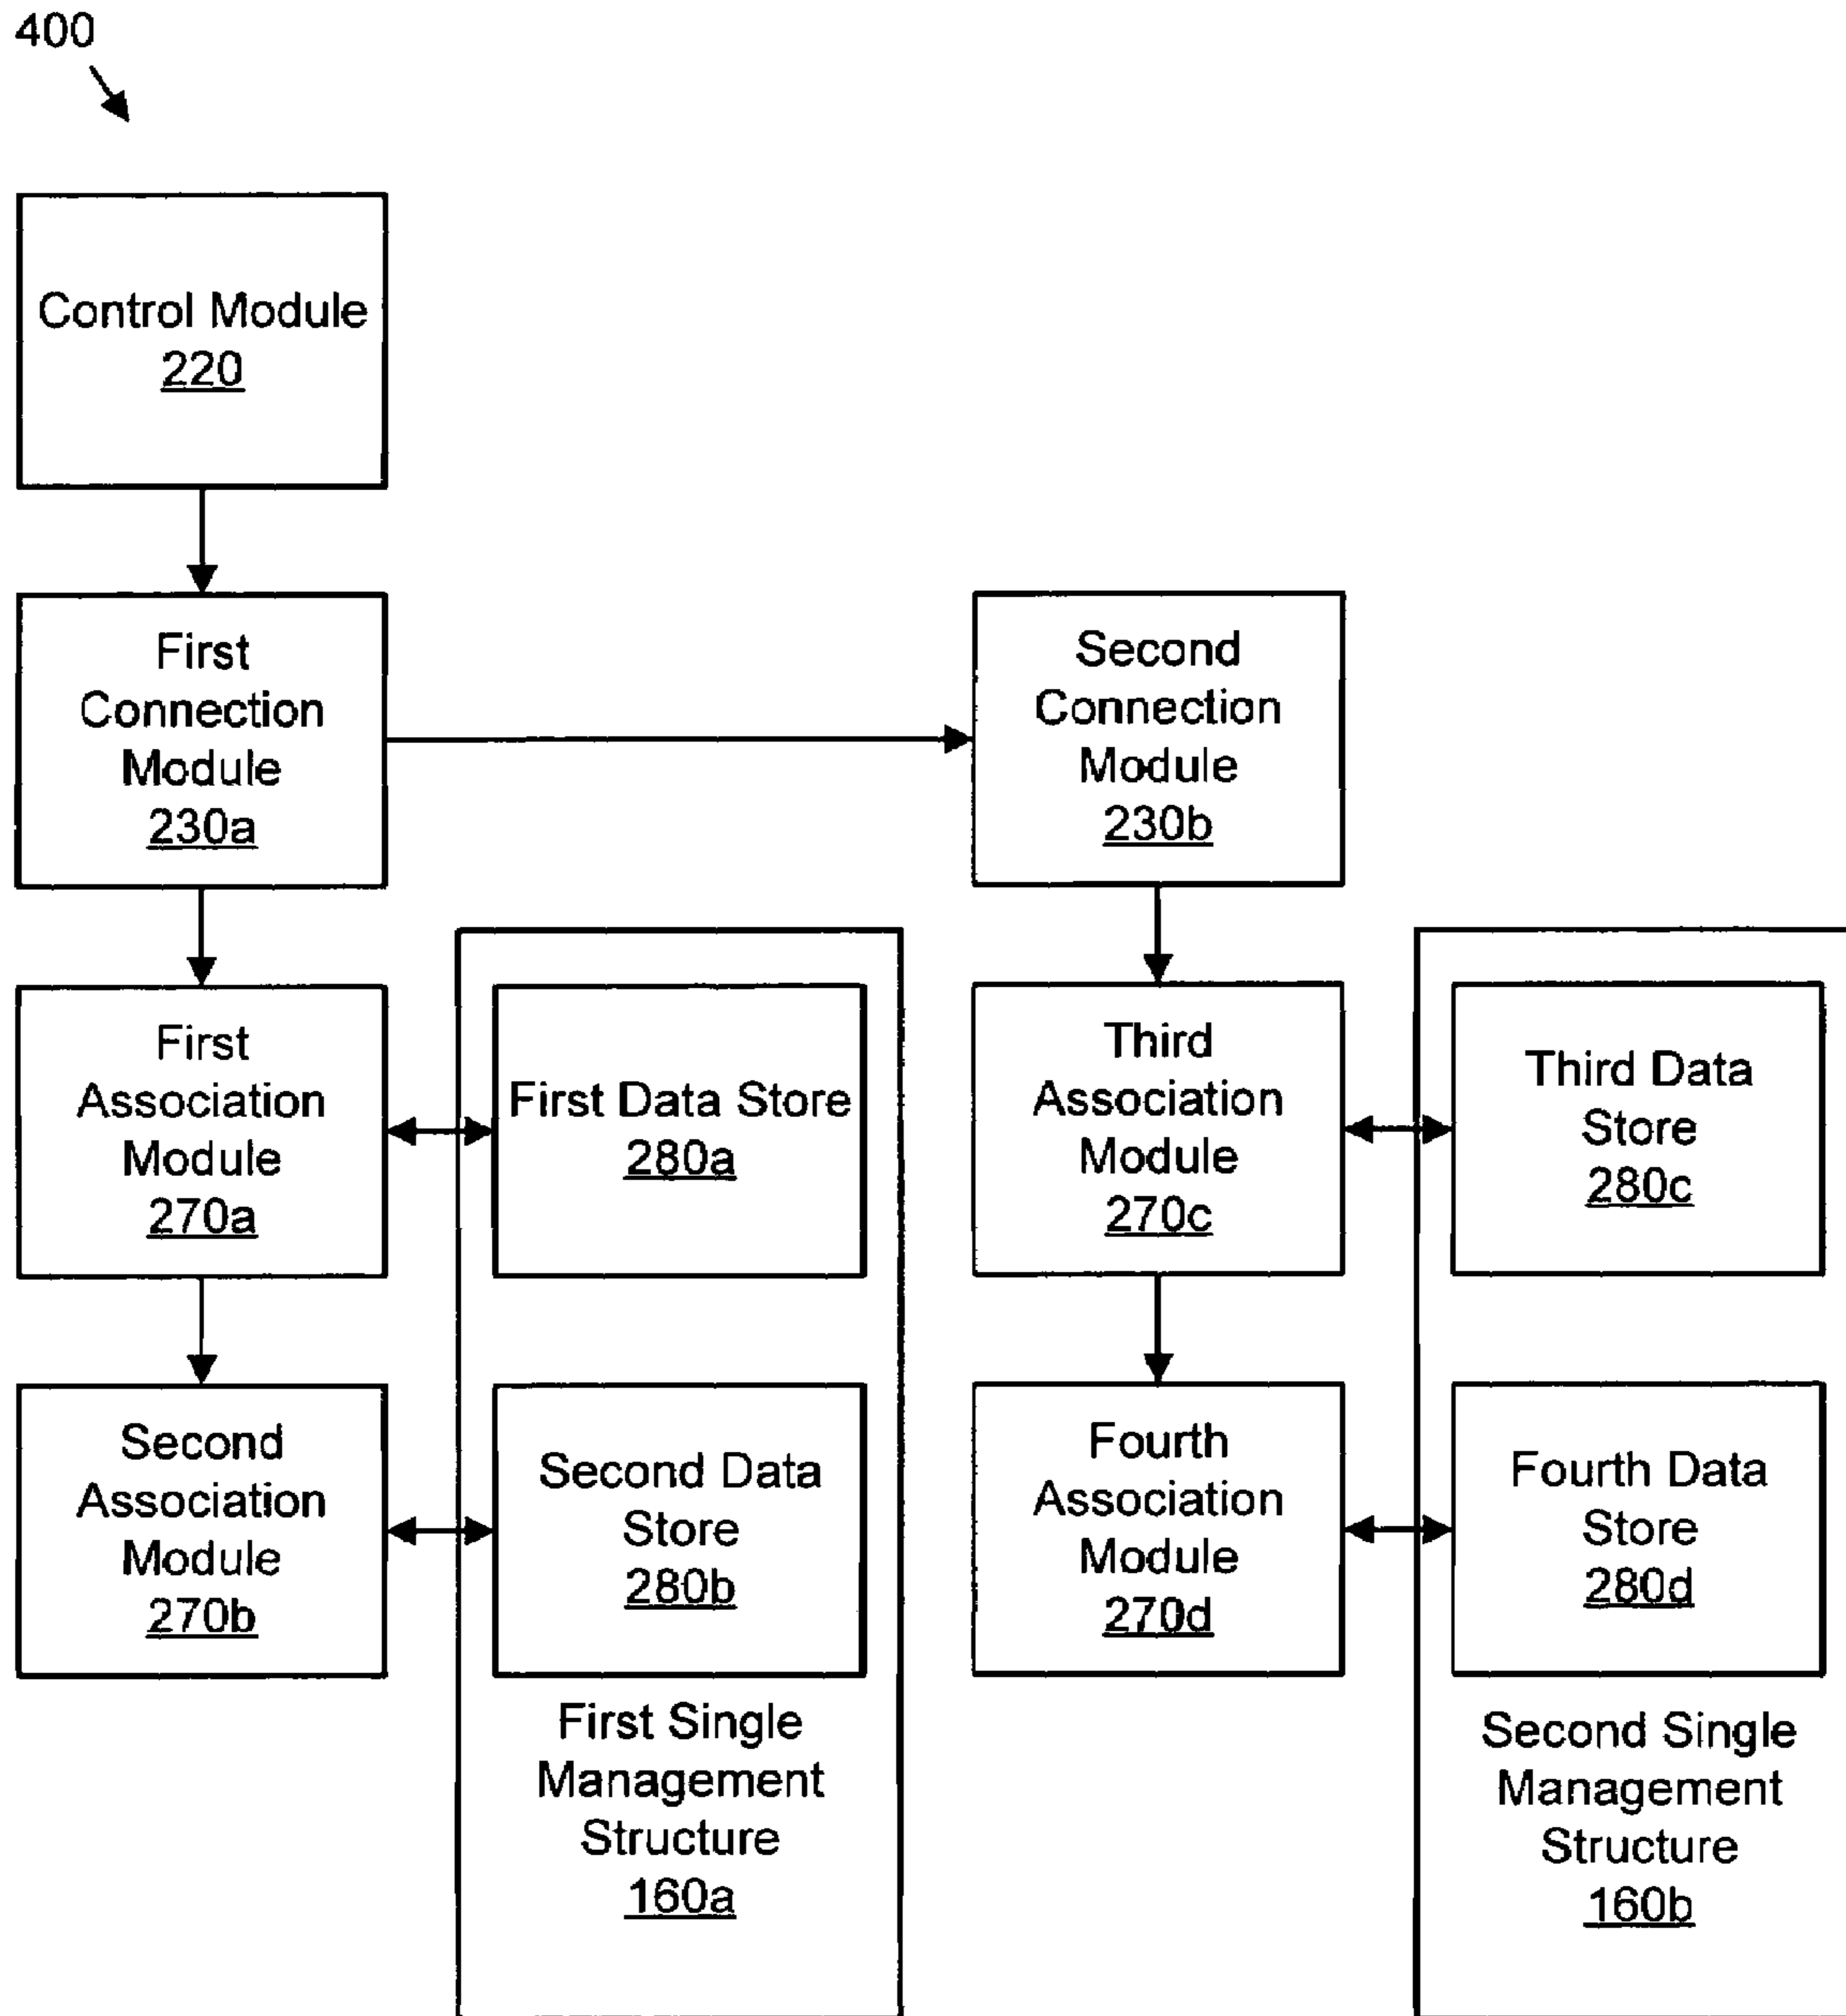 400
Control Module
220
First
Connection
Module
230a
Second
Connection
Module
230b
First
Association
Module
270a
First Data Store
280a
Third
Association
Module
270c
Third Data
Store
280c
Second
Association
Module
270b
Second Data
Store
280b
Fourth
Association
Module
270d
Fourth Data
Store
280d
First Single
Management
Structure
160a
Second Single
Management
Structure
160b